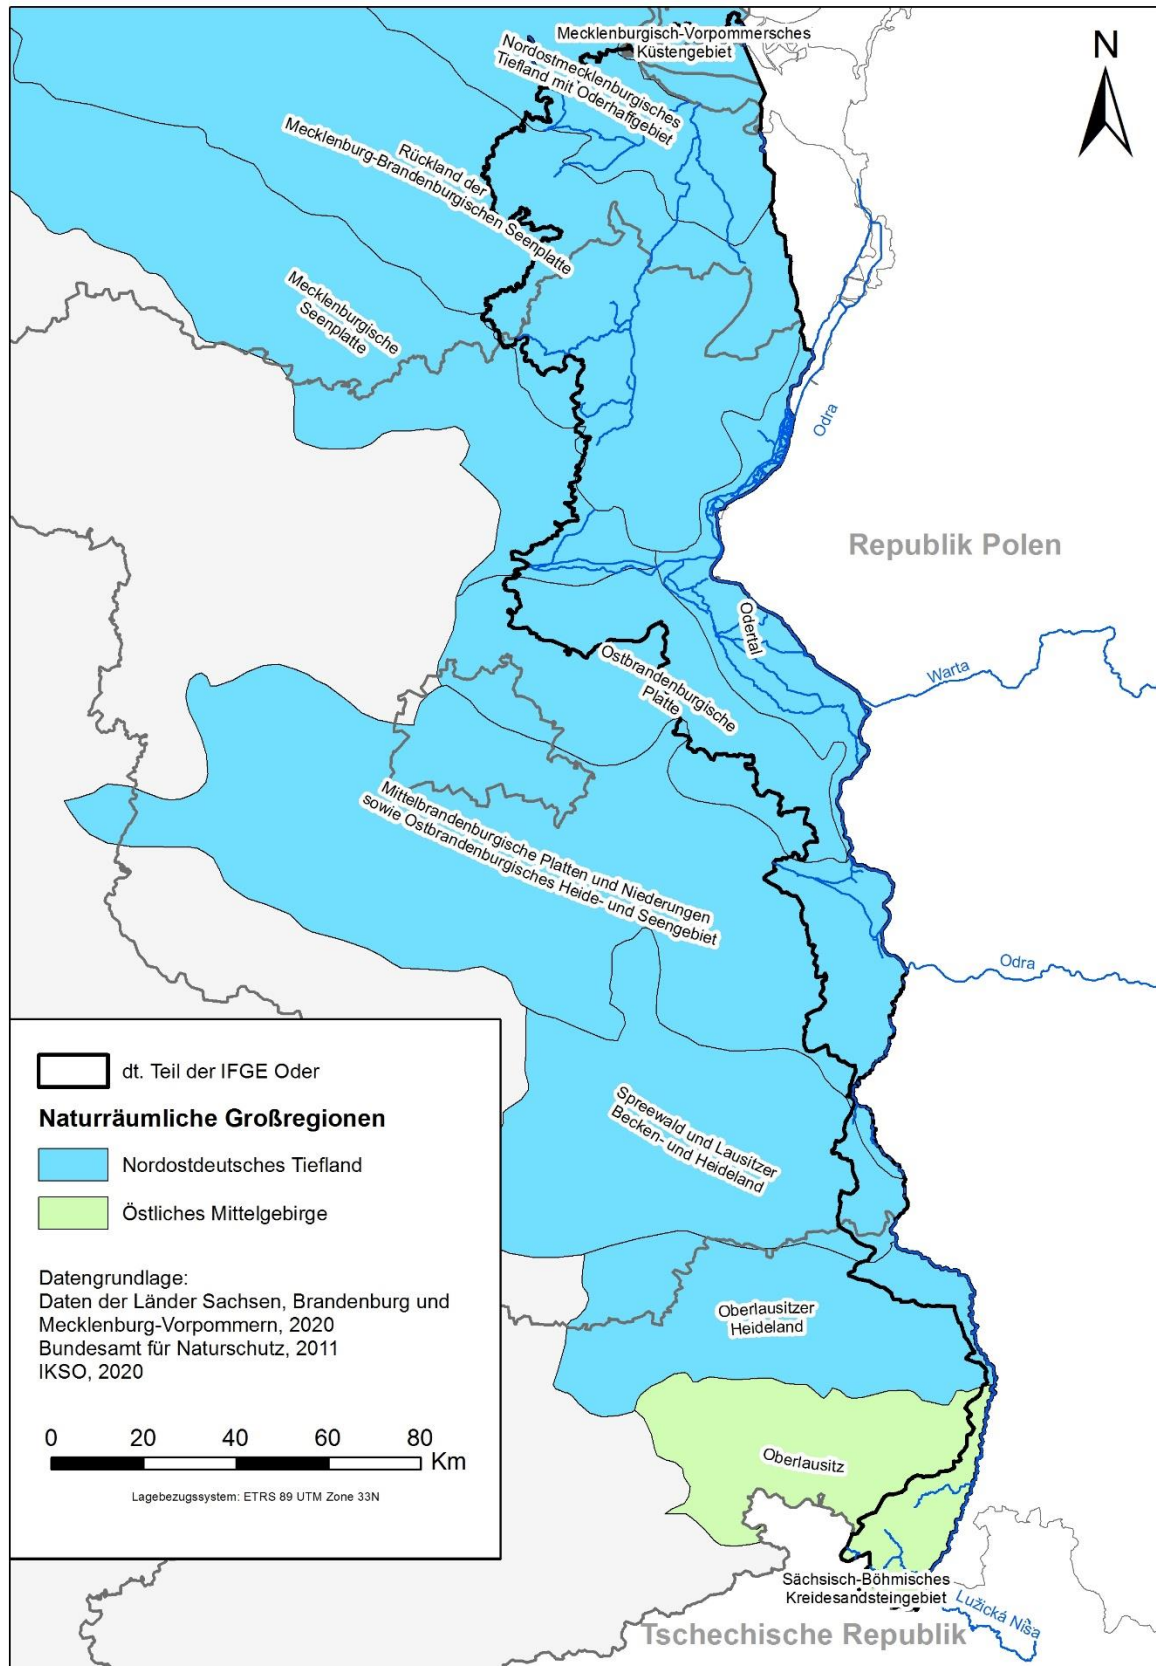 Mecklenburgisch-Vorpommersches
Küstengebiet
N
Nordostmecklenburgisches
Tiefland mit Oderhaffgebiet
Rückland der
Mecklenburg-Brandenburgischen Seenplatte
Mecklenburgische
Seenplatte
Odra
Republik Polen
Odertal
Warta
Ostbrandenburgische
Platte
Mittelbrandenburgische Platten und Niederungen
sowie Ostbrandenburgisches Heide- und Seengebiet
Odra
Spreewald und Lausitzer
Becken- und Heideland
Oberlausitzer
Heideland
Oberlausitz
Sächsisch-Böhmisches
Kreidesandsteingebiet
Lužická Nisa
Tschechische Republik
dt. Teil der IFGE Oder
Naturräumliche Großregionen
Nordostdeutsches Tiefland
Östliches Mittelgebirge
Datengrundlage:
Daten der Länder Sachsen, Brandenburg und
Mecklenburg-Vorpommern, 2020
Bundesamt für Naturschutz, 2011
IKSO, 2020
0 20 40 60 80
Km
Lagebezugssystem: ETRS 89 UTM Zone 33N